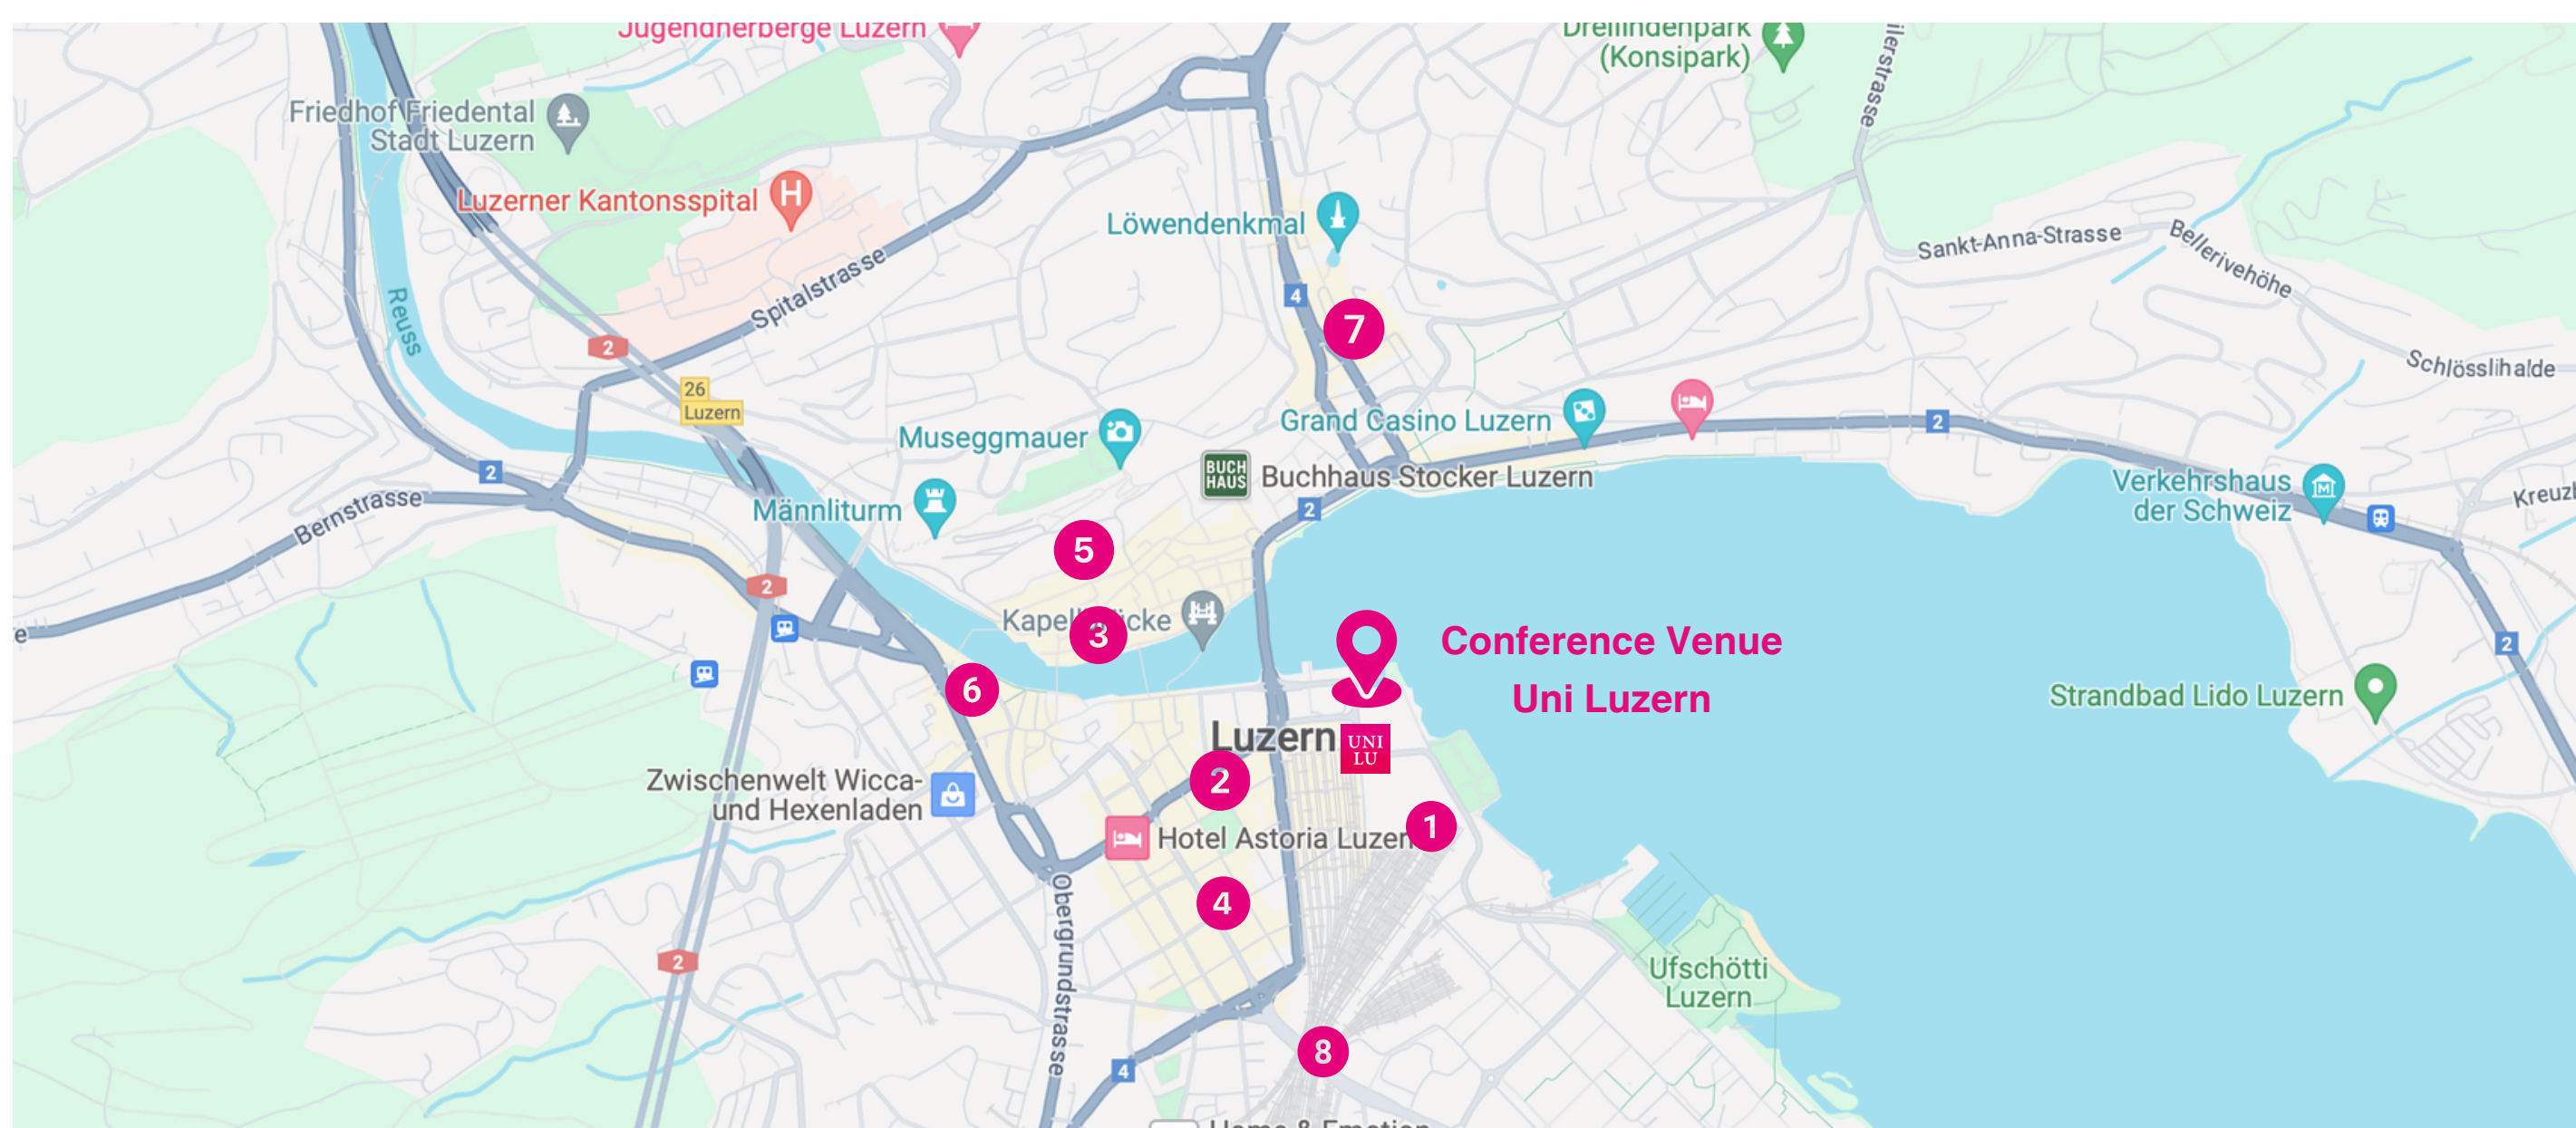 Jugendherberge Luzern
Dreilindenpark
(Konsipark)
Friedhof Friedental
Stadt Luzern
H
Luzerner Kantonsspital
Löwendenkmal
Sankt-Anna-Strasse
Bellerivehöhe
Reuss
Spitalstrasse
4
7
2
Schlösslihalde
26
Luzern
Grand Casino Luzern
2
Museggmauer
BUCH
HAUS
Buchhaus Stocker Luzern
2
Bernstrasse
Männliturm
2
Verkehrshaus
der Schweiz
M
5
2
3
Conference Venue
Uni Luzern
2
6
Strandbad Lido Luzern
Luzern
UNI
LU
Zwischenwelt Wicca-
und Hexenladen
2
Hotel Astoria Luzern
1
4
Obergrundstrasse
2
Ufschötti
Luzern
8
4